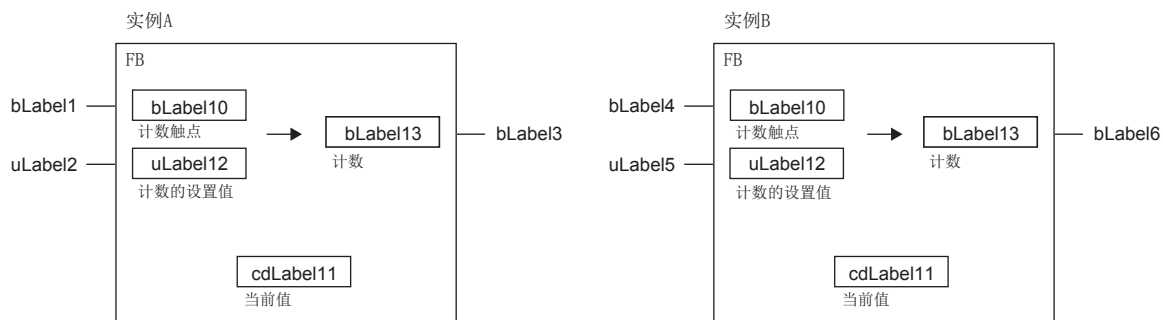 实例A
FB
bLabel1
bLabel10
计数触点
bLabel13
计数
bLabel3
uLabel2
uLabel12
计数的设置值
cdLabel11
当前值
实例B
FB
bLabel4
bLabel10
计数触点
bLabel13
计数
bLabel6
uLabel5
uLabel12
计数的设置值
cdLabel11
当前值